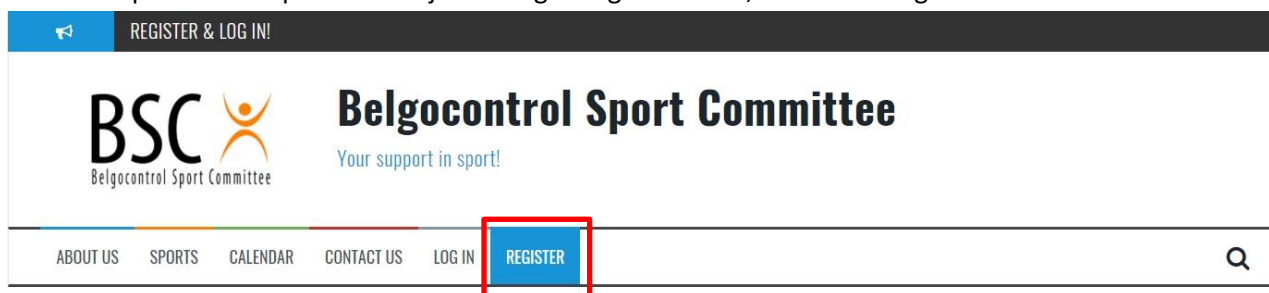 REGISTER & LOG IN!
BSC
Belgocontrol Sport Committee
Belgocontrol Sport Committee
Your support in sport!
ABOUT US SPORTS CALENDAR CONTACT US LOG IN REGISTER